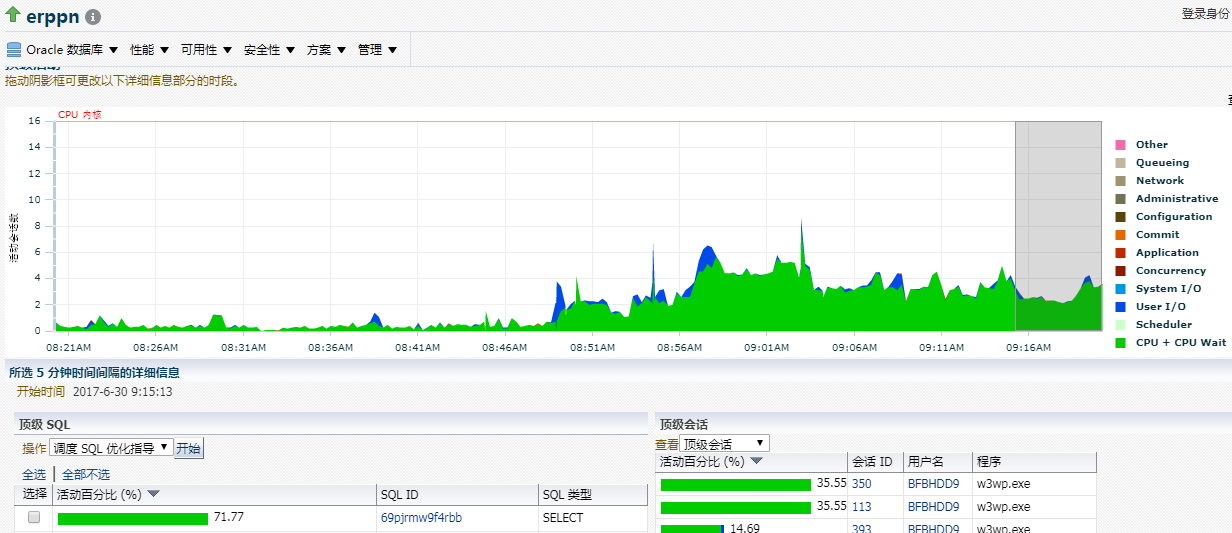 erppn
登录身份
Oracle 数据库 性能 可用性 安全性 方案 管理
顶级活动
拖动阴影框可更改以下详细信息部分的时段。
CPU 内核
活动会话数
16
14
12
10
8
6
4
2
0
08:21AM 08:26AM 08:31AM 08:36AM 08:41AM 08:46AM 08:51AM 08:56AM 09:01AM 09:06AM 09:11AM 09:16AM
Other
Queueing
Network
Administrative
Configuration
Commit
Application
Concurrency
System I/O
User I/O
Scheduler
CPU + CPU Wait
所选 5 分钟时间间隔的详细信息
开始时间 2017-6-30 9:15:13
顶级 SQL
操作 调度 SQL 优化指导 开始
全选 全部不选
选择 活动百分比 (%) SQL ID SQL 类型
71.77 69pjrmw9f4rbb SELECT
顶级会话
查看 顶级会话
活动百分比 (%) 会话 ID 用户名 程序
35.55 350 BFBHDD9 w3wp.exe
35.55 113 BFBHDD9 w3wp.exe
14.69 393 BFBHDD9 w3wp.exe